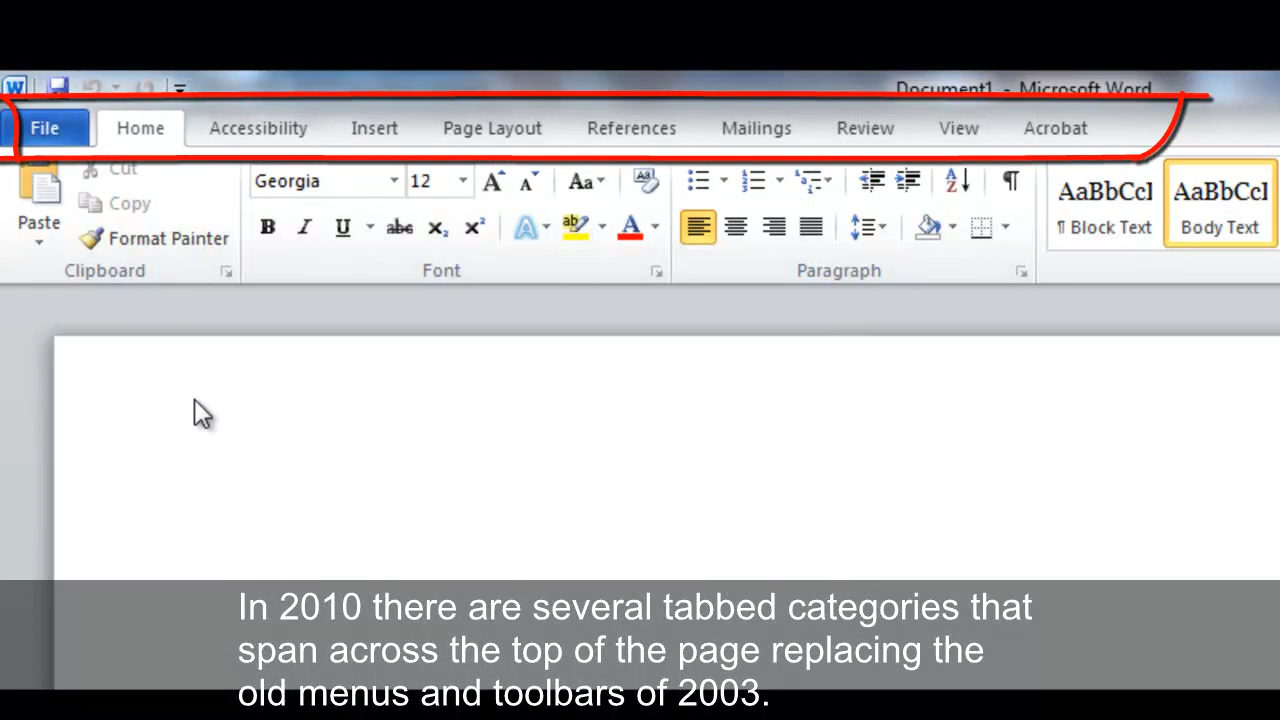 W
Document1 - Microsoft Word
File Home Accessibility Insert Page Layout References Mailings Review View Acrobat
Cut
Georgia 12 A A Aa Aa
Copy
Paste
Format Painter
B I U abc X₂ X² A ab A
AaBbCcI AaBbCcI
¶ Block Text Body Text
Clipboard Font Paragraph
In 2010 there are several tabbed categories that
span across the top of the page replacing the
old menus and toolbars of 2003.